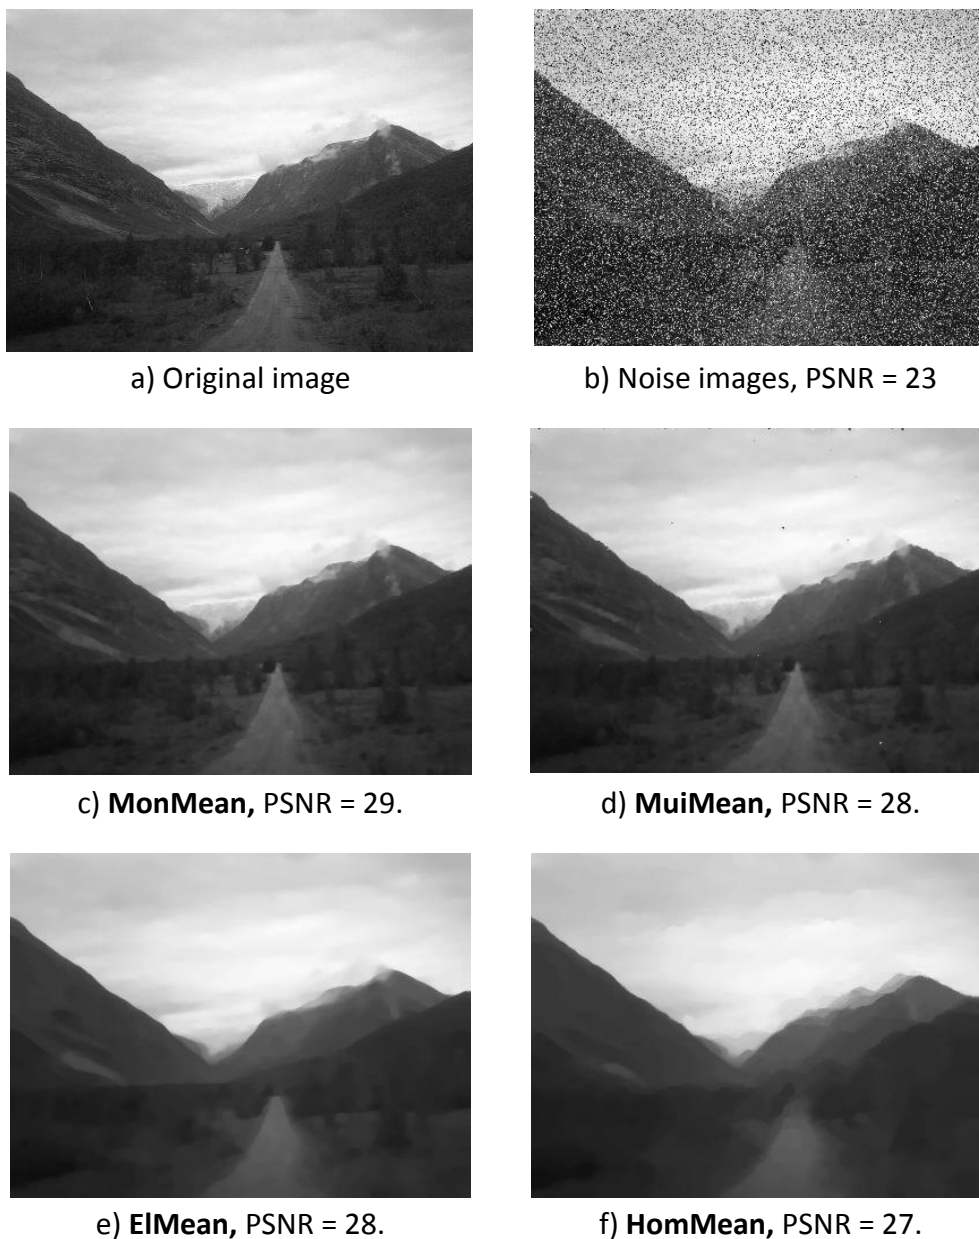 a) Original image
b) Noise images, PSNR = 23
c) MonMean, PSNR = 29.
d) MuiMean, PSNR = 28.
e) ElMean, PSNR = 28.
f) HomMean, PSNR = 27.